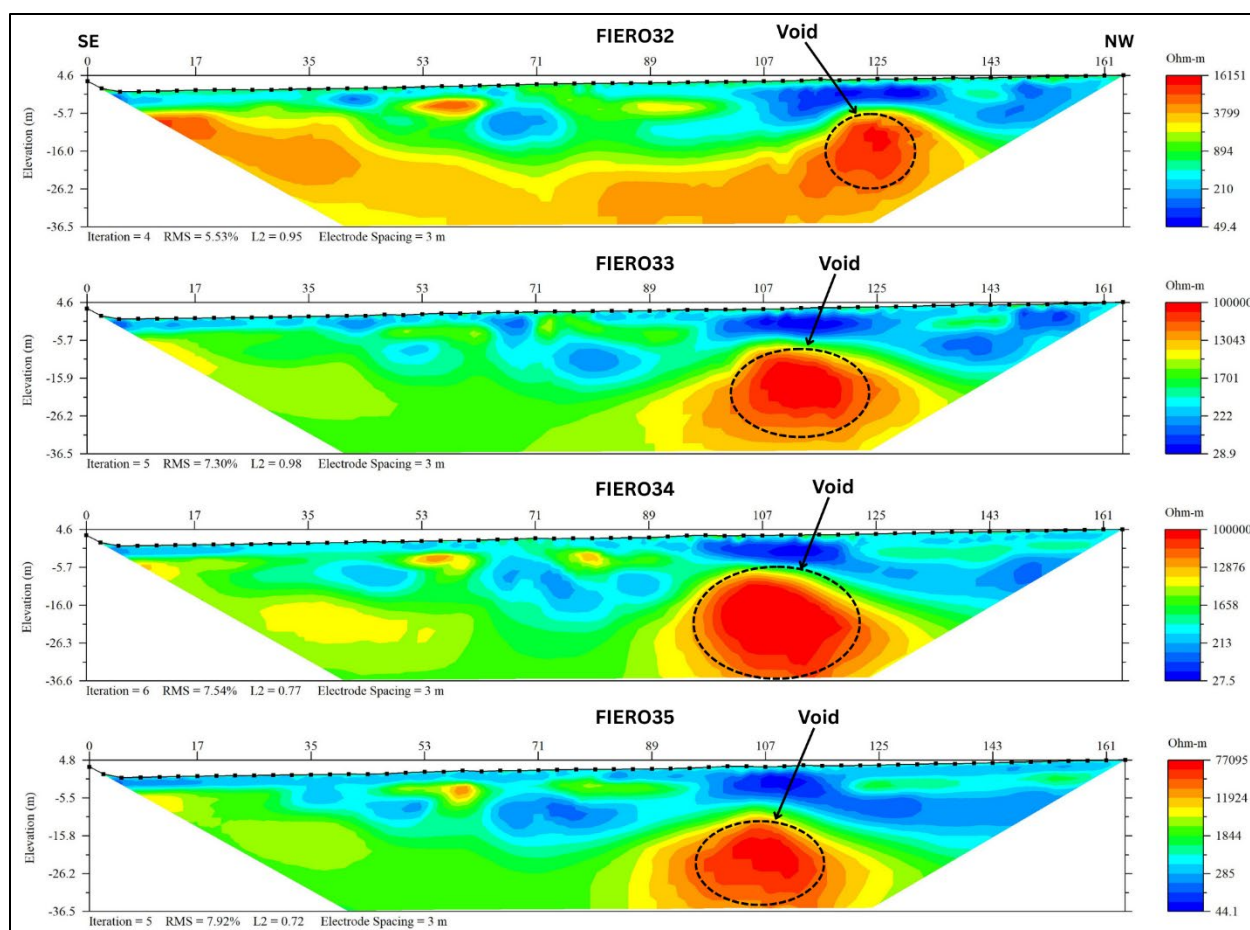 SE FIERO32 Void NW
0 17 35 53 71 89 107 125 143 161 Ohm-m
4.6 16151
-5.7 3799
-16.0 894
-26.2 210
-36.5 49.4
Elevation (m)
Iteration = 4 RMS = 5.53% L2 = 0.95 Electrode Spacing = 3 m
FIERO33 Void
0 17 35 53 71 89 107 125 143 161 Ohm-m
4.6 100000
-5.7 13043
-15.9 1701
-26.2 222
-36.5 28.9
Elevation (m)
Iteration = 5 RMS = 7.30% L2 = 0.98 Electrode Spacing = 3 m
FIERO34 Void
0 17 35 53 71 89 107 125 143 161 Ohm-m
4.6 100000
-5.7 12876
-16.0 1658
-26.3 213
-36.6 27.5
Elevation (m)
Iteration = 6 RMS = 7.54% L2 = 0.77 Electrode Spacing = 3 m
FIERO35 Void
0 17 35 53 71 89 107 125 143 161 Ohm-m
4.8 77095
-5.5 11924
-15.8 1844
-26.2 285
-36.5 44.1
Elevation (m)
Iteration = 5 RMS = 7.92% L2 = 0.72 Electrode Spacing = 3 m